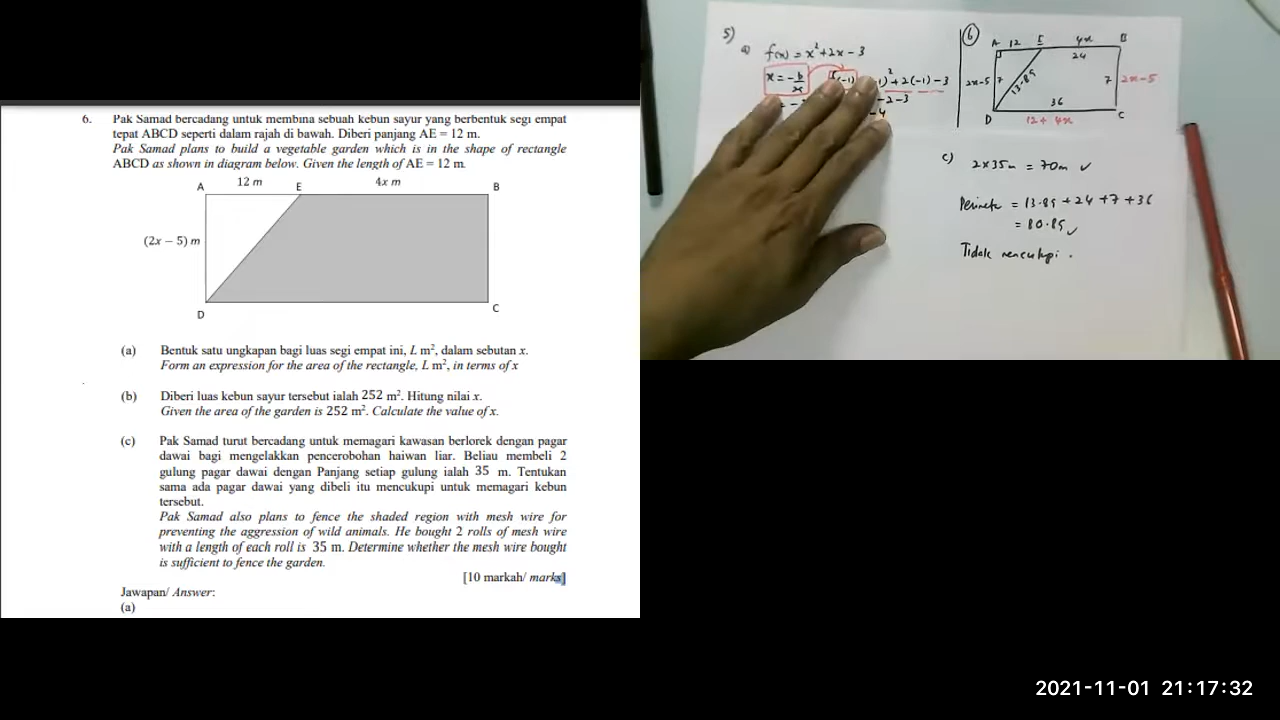 6. Pak Samad bercadang untuk membina sebuah kebun sayur yang berbentuk segi empat
tepat ABCD seperti dalam rajah di bawah. Diberi panjang AE = 12 m.
Pak Samad plans to build a vegetable garden which is in the shape of rectangle
ABCD as shown in diagram below. Given the length of AE = 12 m.
A 12 m E 4x m B
(2x – 5) m
D C
(a) Bentuk satu ungkapan bagi luas segi empat ini, L m², dalam sebutan x.
Form an expression for the area of the rectangle, L m², in terms of x
(b) Diberi luas kebun sayur tersebut ialah 252 m². Hitung nilai x.
Given the area of the garden is 252 m². Calculate the value of x.
(c) Pak Samad turut bercadang untuk memagari kawasan berlorek dengan pagar
dawai bagi mengelakkan pencerobohan haiwan liar. Beliau membeli 2
gulung pagar dawai dengan Panjang setiap gulung ialah 35 m. Tentukan
sama ada pagar dawai yang dibeli itu mencukupi untuk memagari kebun
tersebut.
Pak Samad also plans to fence the shaded region with mesh wire for
preventing the aggression of wild animals. He bought 2 rolls of mesh wire
with a length of each roll is 35 m. Determine whether the mesh wire bought
is sufficient to fence the garden.
[10 markah/ marks]
Jawapan/ Answer:
(a)
5)
a) f(x) = x² + 2x - 3
x = -b/2a (-1) 1)² + 2(-1) - 3
= - -2-3
-4
6 A 12 E 4x B
24
2x-5 7 13.89 7 2x-5
36
D 12 + 4x C
c) 2 x 35m = 70m ✓
Perimeter = 13.89 + 24 + 7 + 36
= 80.89 ✓
Tidak mencukupi .
2021-11-01 21:17:32